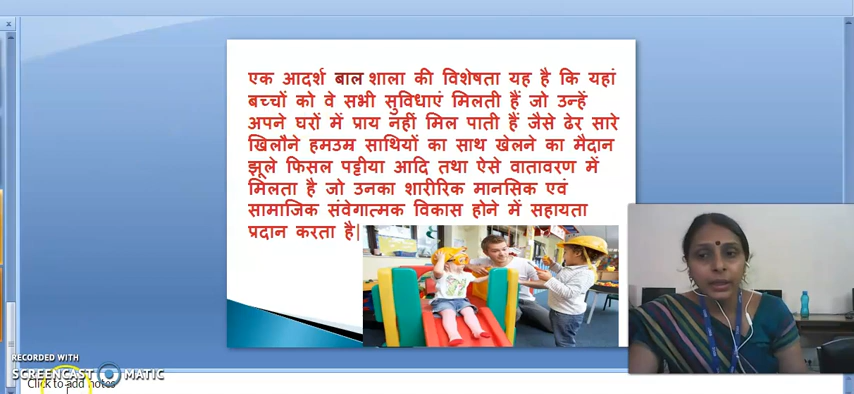 एक आदर्श बाल शाला की विशेषता यह है कि यहां
बच्चों को वे सभी सुविधाएं मिलती हैं जो उन्हें
अपने घरों में प्राय नहीं मिल पाती हैं जैसे ढेर सारे
खिलौने हमउम्र साथियों का साथ खेलने का मैदान
झूले फिसल पट्टीया आदि तथा ऐसे वातावरण में
मिलता है जो उनका शारीरिक मानसिक एवं
सामाजिक संवेगात्मक विकास होने में सहायता
प्रदान करता है|
RECORDED WITH
SCREENCAST MATIC
Click to add notes